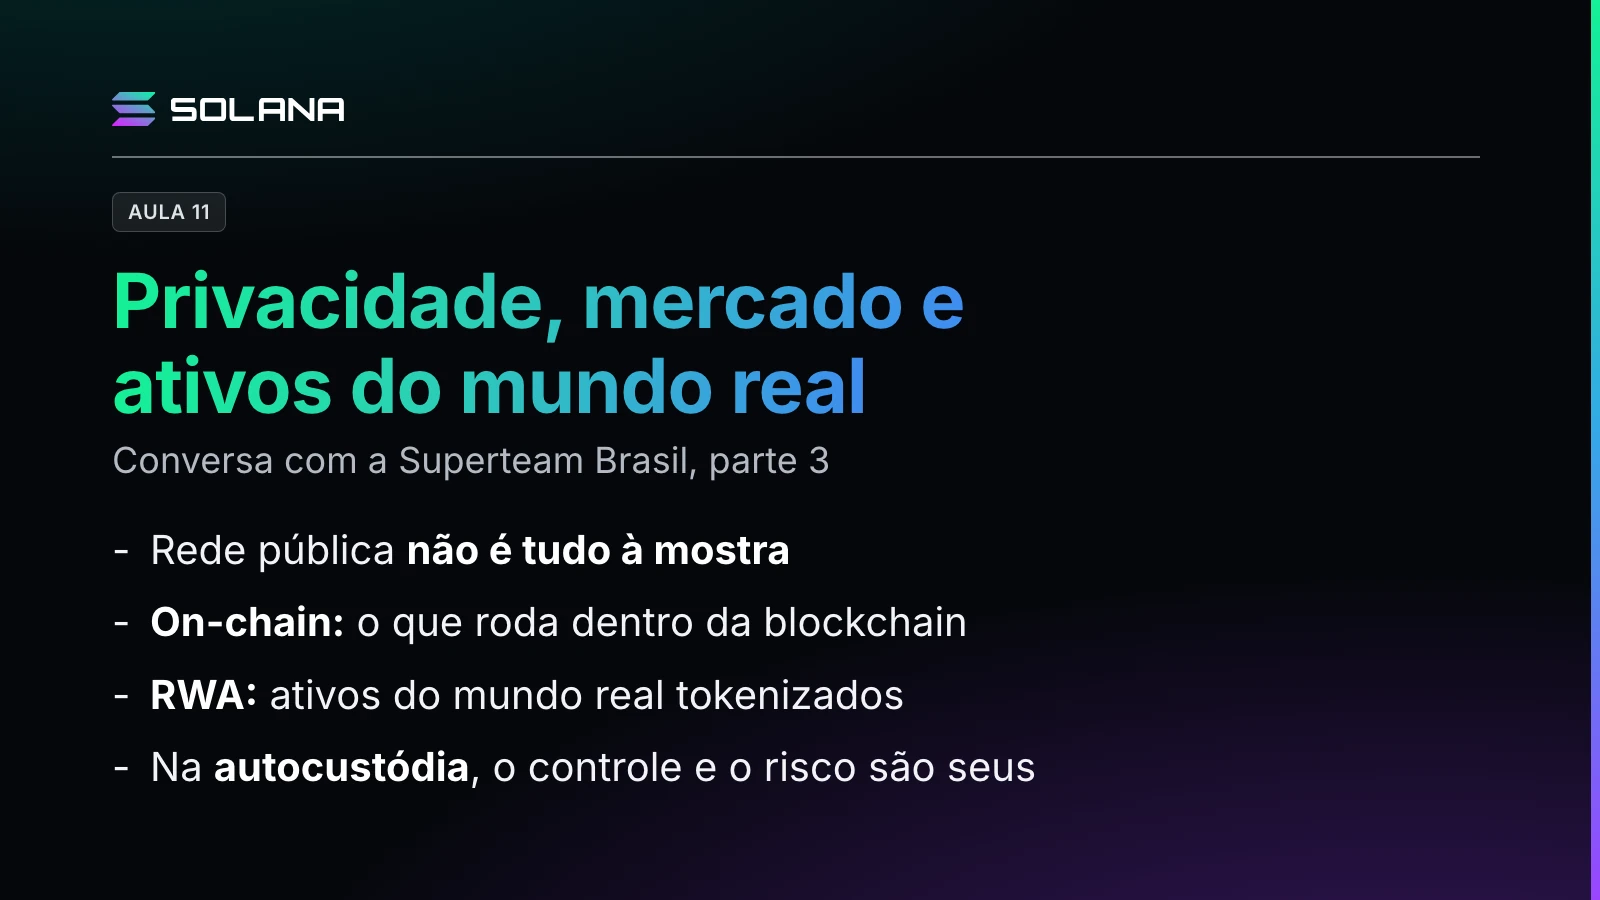 SOLANA
AULA 11
Privacidade, mercado e
ativos do mundo real
Conversa com a Superteam Brasil, parte 3
- Rede pública não é tudo à mostra
- On-chain: o que roda dentro da blockchain
- RWA: ativos do mundo real tokenizados
- Na autocustódia, o controle e o risco são seus